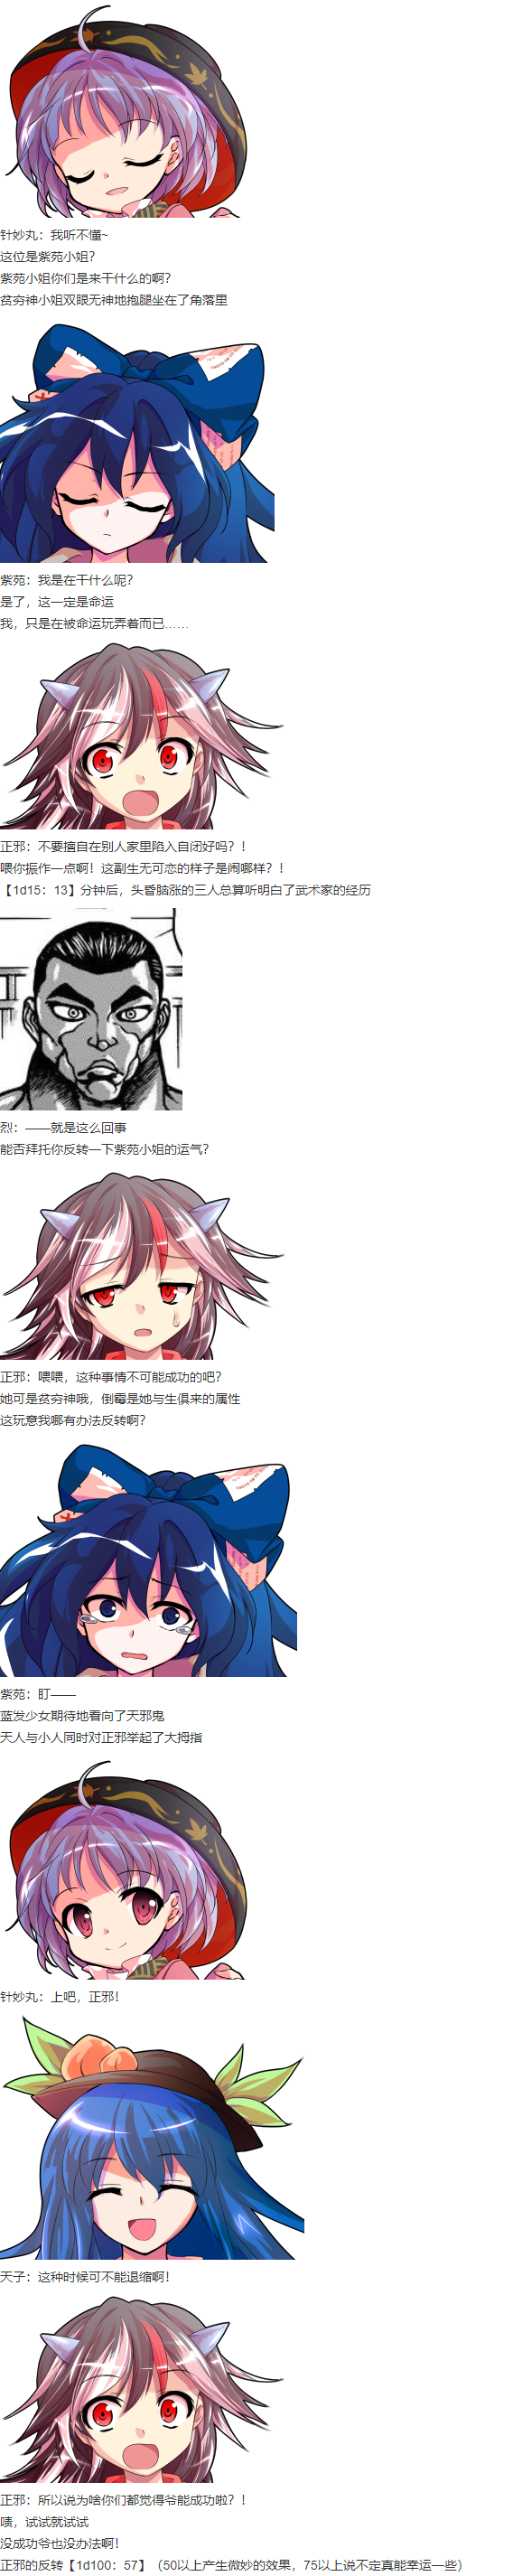 针妙丸：我听不懂~
这位是紫苑小姐？
紫苑小姐你们是来干什么的啊？
贫穷神小姐双眼无神地抱腿坐在了角落里
紫苑：我是在干什么呢？
是了，这一定是命运
我，只是在被命运玩弄着而已……
正邪：不要擅自在别人家里陷入自闭好吗？！
喂你振作一点啊！这副生无可恋的样子是闹哪样？！
【1d15：13】分钟后，头昏脑涨的三人总算听明白了武术家的经历
烈：——就是这么回事
能否拜托你反转一下紫苑小姐的运气？
正邪：喂喂，这种事情不可能成功的吧？
她可是贫穷神哦，倒霉是她与生俱来的属性
这玩意我哪有办法反转啊？
紫苑：盯——
蓝发少女期待地看向了天邪鬼
天人与小人同时对正邪举起了大拇指
针妙丸：上吧，正邪！
天子：这种时候可不能退缩啊！
正邪：所以说为啥你们都觉得爷能成功啦？！
啧，试试就试试
没成功爷也没办法啊！
正邪的反转【1d100：57】（50以上产生微妙的效果，75以上说不定真能幸运一些）